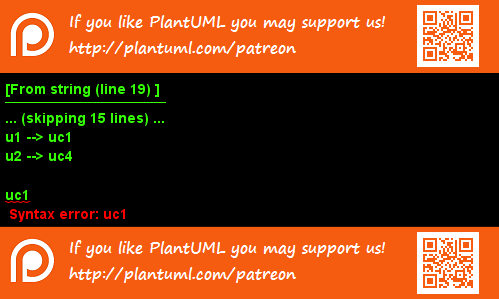 If you like PlantUML you may support us!
http://plantuml.com/patreon
[From string (line 19) ]
... (skipping 15 lines) ...
u1 --> uc1
u2 --> uc4
uc1
Syntax error: uc1
If you like PlantUML you may support us!
http://plantuml.com/patreon